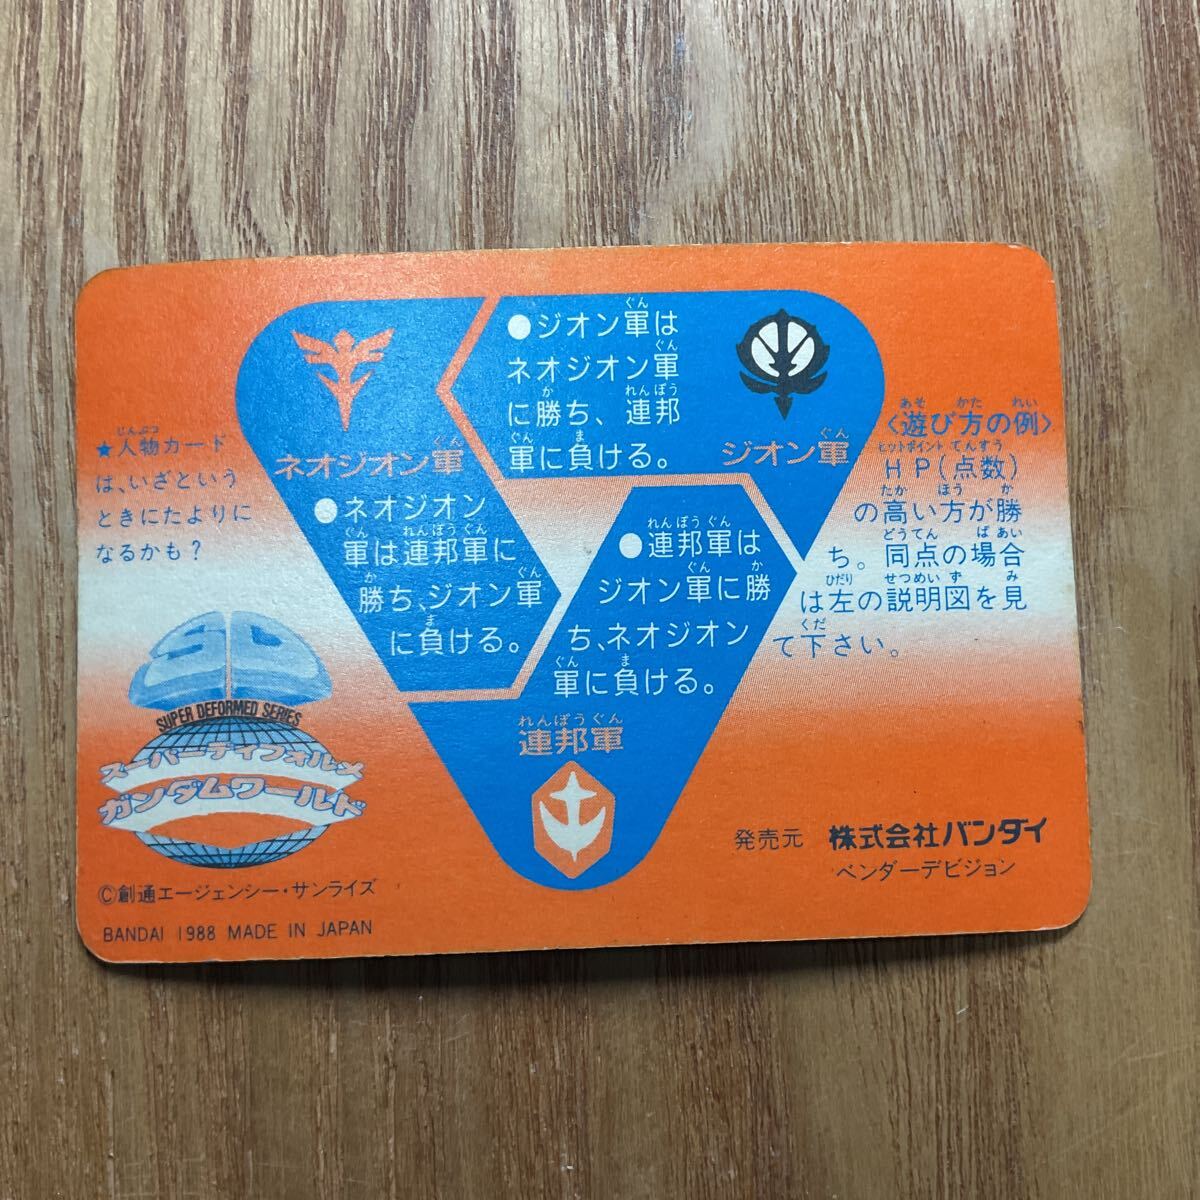 ●ジオン軍は
ネオジオン軍
に勝ち、連邦
軍に負ける。
ネオジオン軍
ジオン軍
●ネオジオン
軍は連邦軍に
勝ち、ジオン軍
に負ける。
●連邦軍は
ジオン軍に勝
ち、ネオジオン
軍に負ける。
連邦軍
★人物カード
は、いざという
ときにたよりに
なるかも?
〈遊び方の例〉
HP(点数)
の高い方が勝
ち。同点の場合
は左の説明図を見
て下さい。
SD
SUPER DEFORMED SERIES
スーパーディフォルメ
ガンダムワールド
©創通エージェンシー・サンライズ
BANDAI 1988 MADE IN JAPAN
発売元 株式会社バンダイ
ベンダーデビジョン